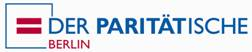 DER PARITÄTISCHE
BERLIN